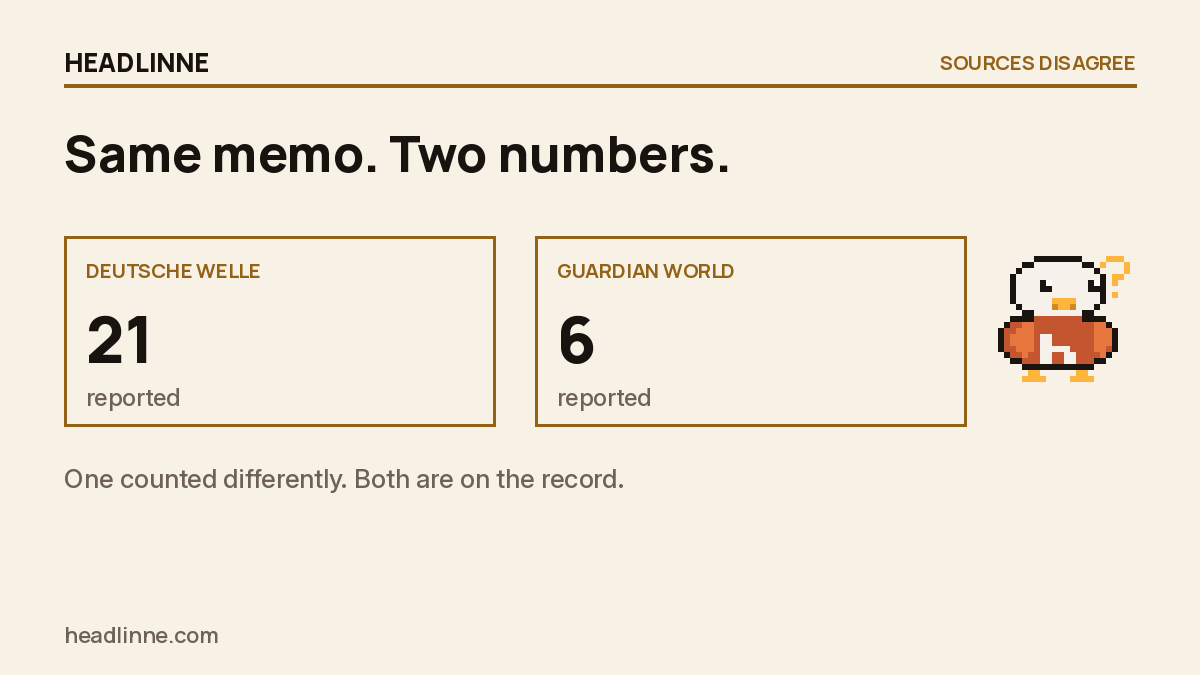 HEADLINNE
SOURCES DISAGREE
Same memo. Two numbers.
DEUTSCHE WELLE
21
reported
GUARDIAN WORLD
6
reported
h
One counted differently. Both are on the record.
headlinne.com